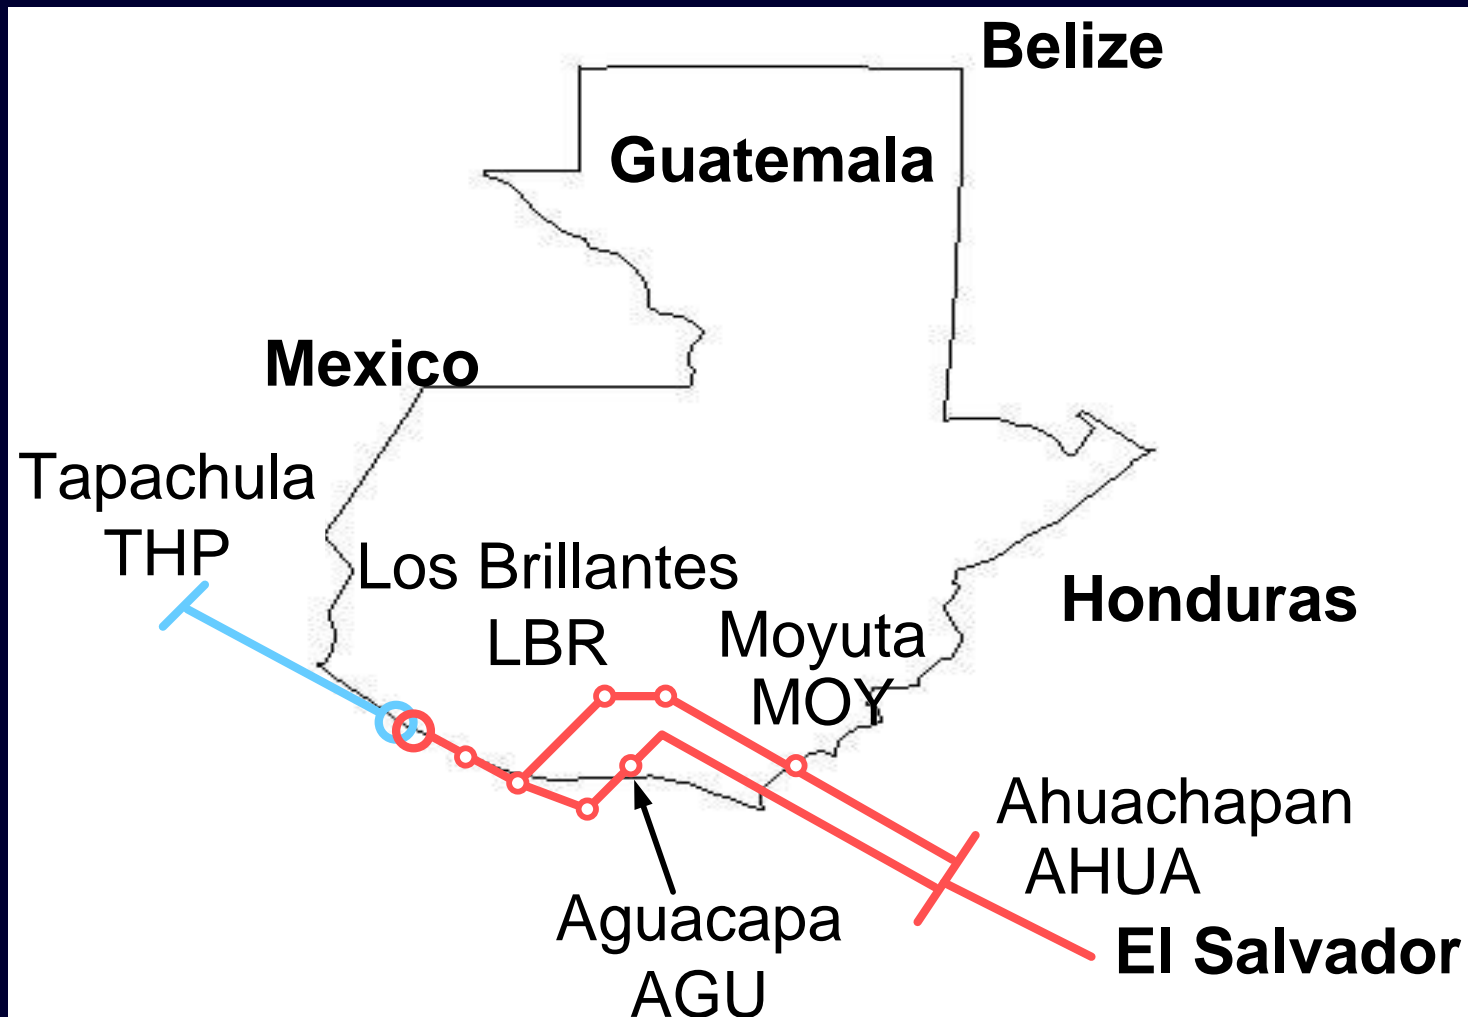 Belize
Guatemala
Mexico
Tapachula
THP
Los Brillantes
LBR
Moyuta
MOY
Honduras
Ahuachapan
AHUA
Aguacapa
AGU
El Salvador